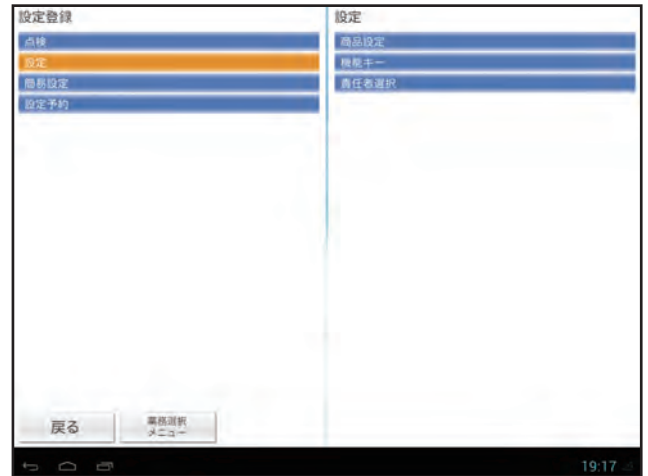 設定登録
点検
設定
簡易設定
設定予約
設定
商品設定
機能キー
責任者選択
戻る
業務選択
メニュー
19:17